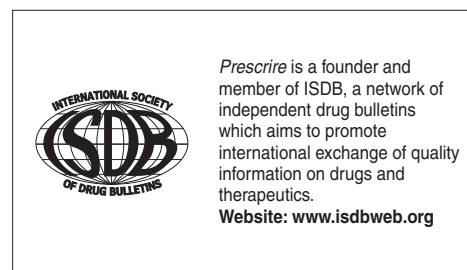 INTERNATIONAL SOCIETY
ISDB
OF DRUG BULLETINS
Prescrire is a founder and
member of ISDB, a network of
independent drug bulletins
which aims to promote
international exchange of quality
information on drugs and
therapeutics.
Website: www.isdbweb.org